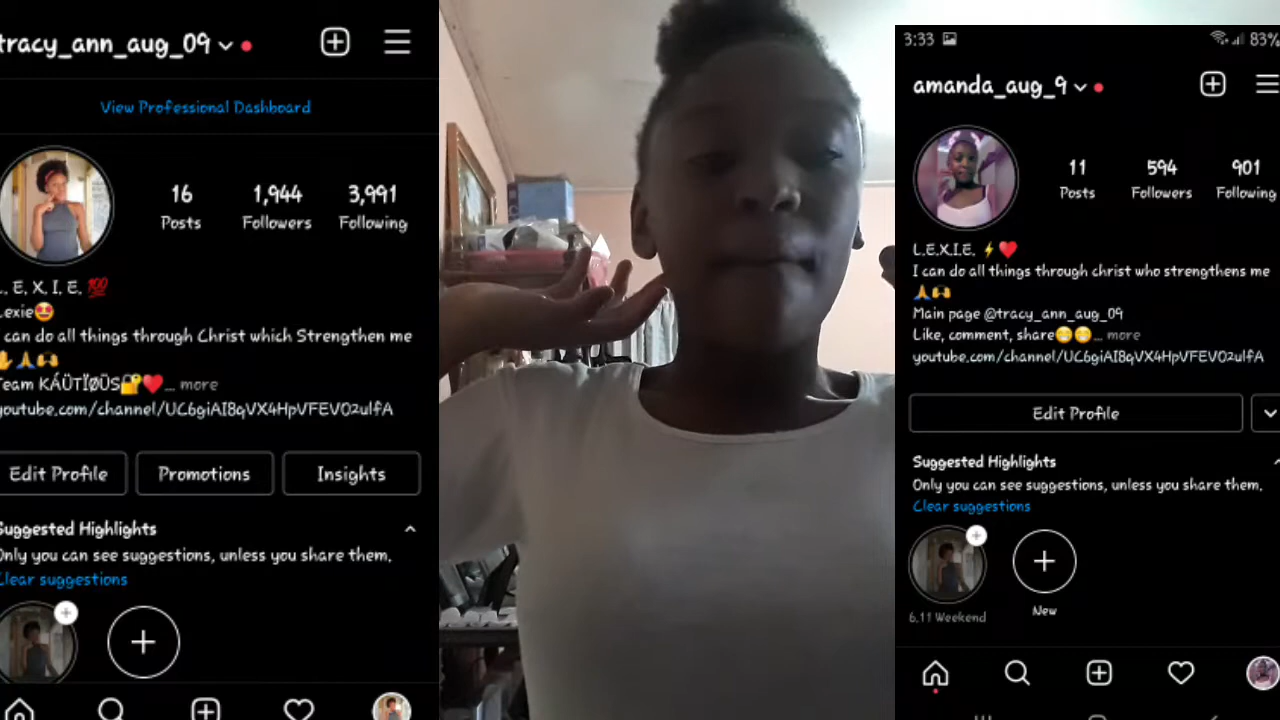 tracy_ann_aug_09
View Professional Dashboard
16
1,944
3,991
Posts
Followers
Following
L, E, X, I, E, 💯
Lexie🤩
can do all things through Christ which Strengthen me
✋🙏🙌
Team KÁÜTÏØÜS🔐❤️... more
youtube.com/channel/UC6giAI8qVX4HpVFEVO2ulfA
Edit Profile
Promotions
Insights
Suggested Highlights
Only you can see suggestions, unless you share them.
Clear suggestions
3:33
83%
amanda_aug_9
11
594
901
Posts
Followers
Following
L.E.X.I.E. ⚡❤️
I can do all things through christ who strengthens me
🙏🙌
Main page @tracy_ann_aug_09
Like, comment, share😁😁... more
youtube.com/channel/UC6giAI8qVX4HpVFEVO2ulfA
Edit Profile
Suggested Highlights
Only you can see suggestions, unless you share them.
Clear suggestions
6.11 Weekend
New